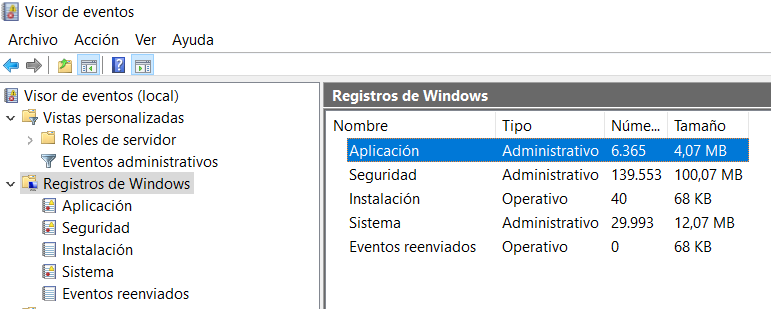 Visor de eventos
Archivo Acción Ver Ayuda
Visor de eventos (local)
Vistas personalizadas
Roles de servidor
Eventos administrativos
Registros de Windows
Aplicación
Seguridad
Instalación
Sistema
Eventos reenviados
Registros de Windows
Nombre Tipo Núme... Tamaño
Aplicación Administrativo 6.365 4,07 MB
Seguridad Administrativo 139.553 100,07 MB
Instalación Operativo 40 68 KB
Sistema Administrativo 29.993 12,07 MB
Eventos reenviados Operativo 0 68 KB